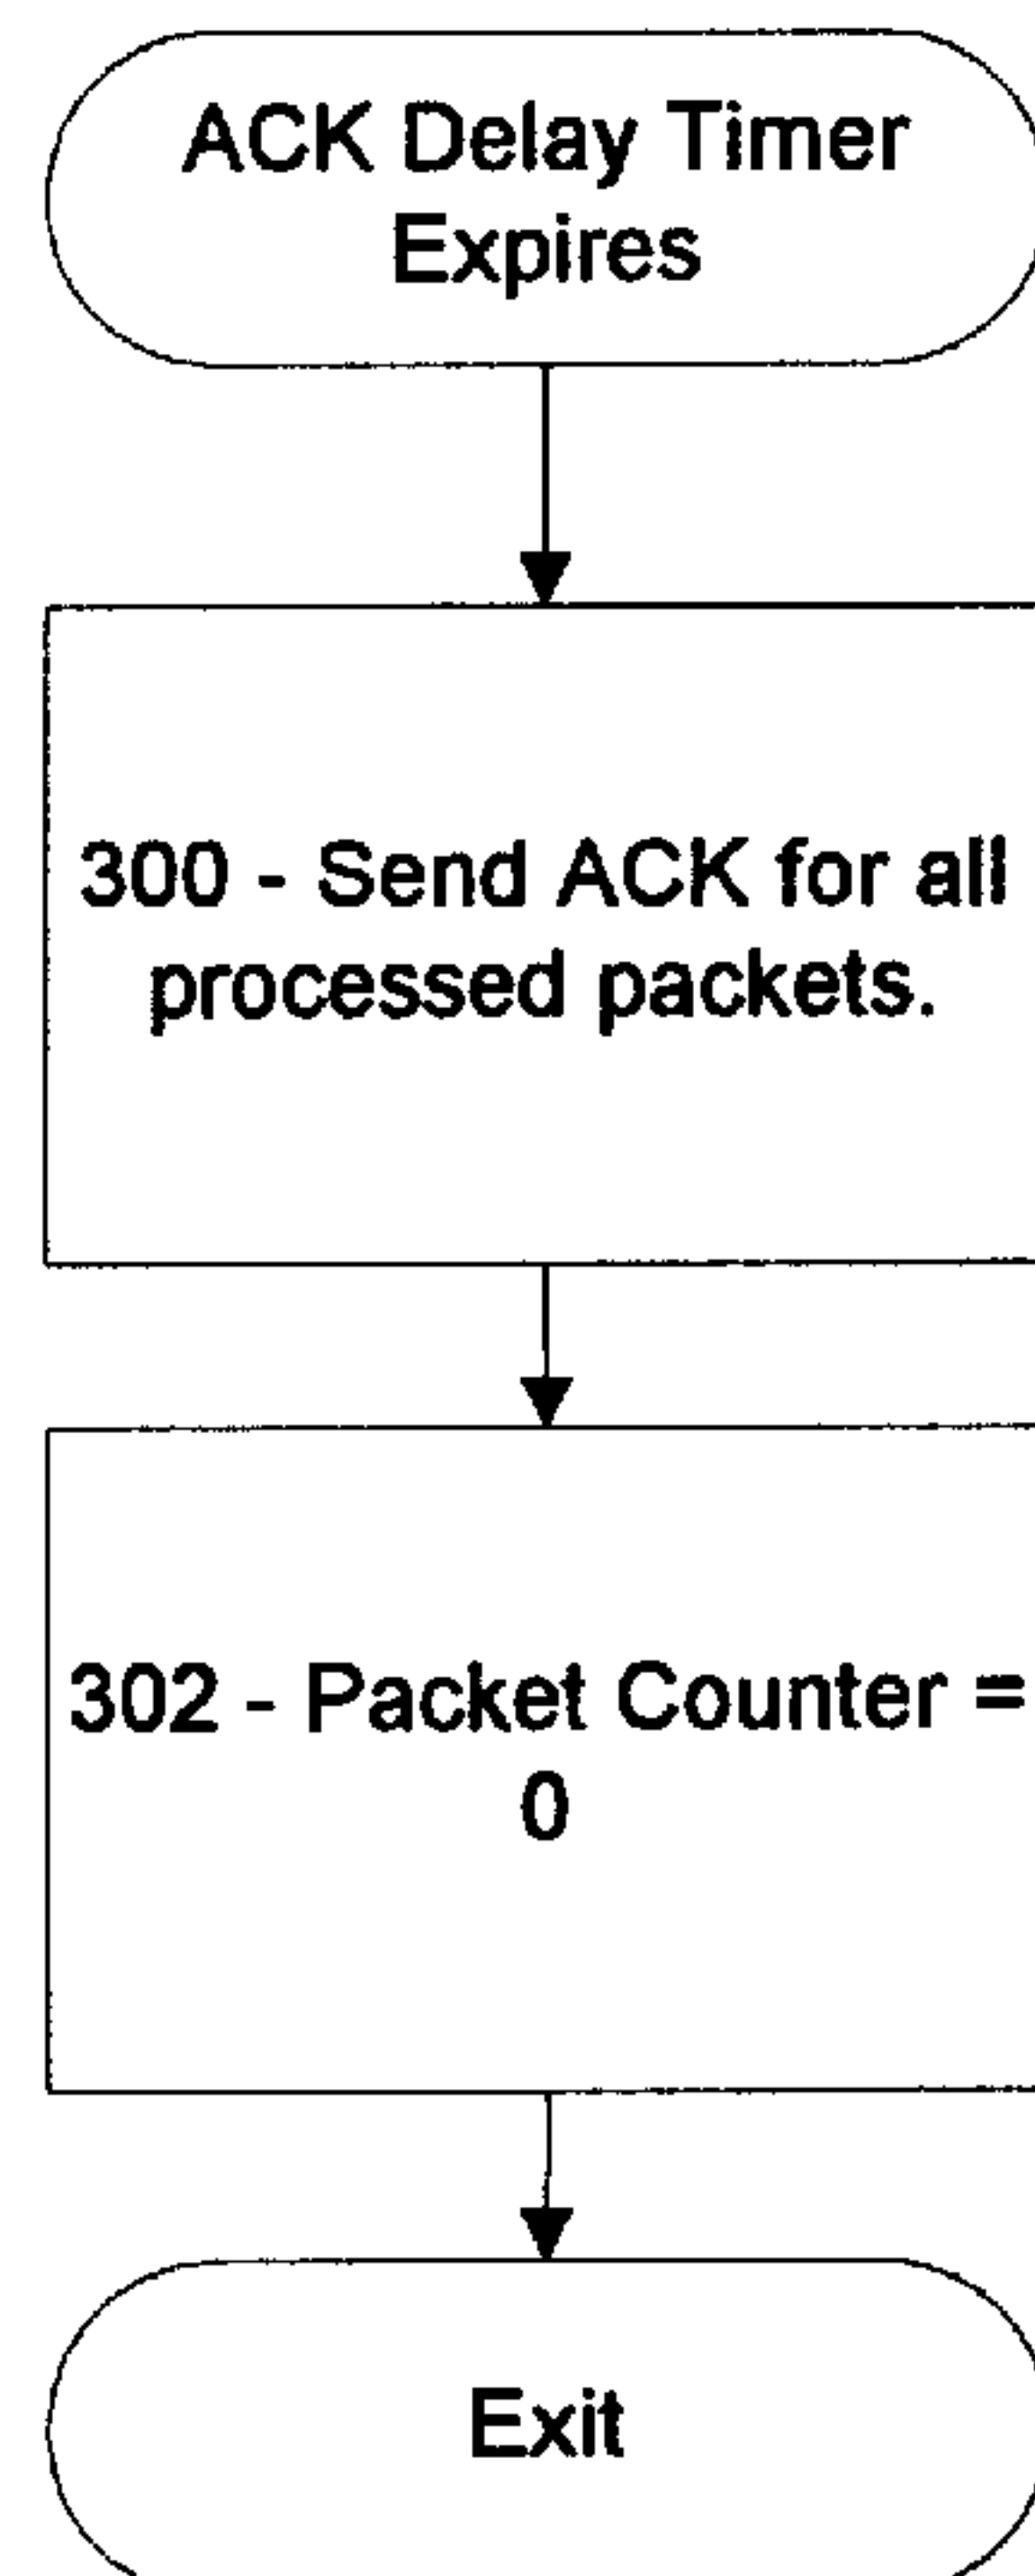 ACK Delay Timer
Expires
300 - Send ACK for all
processed packets.
302 - Packet Counter =
0
Exit